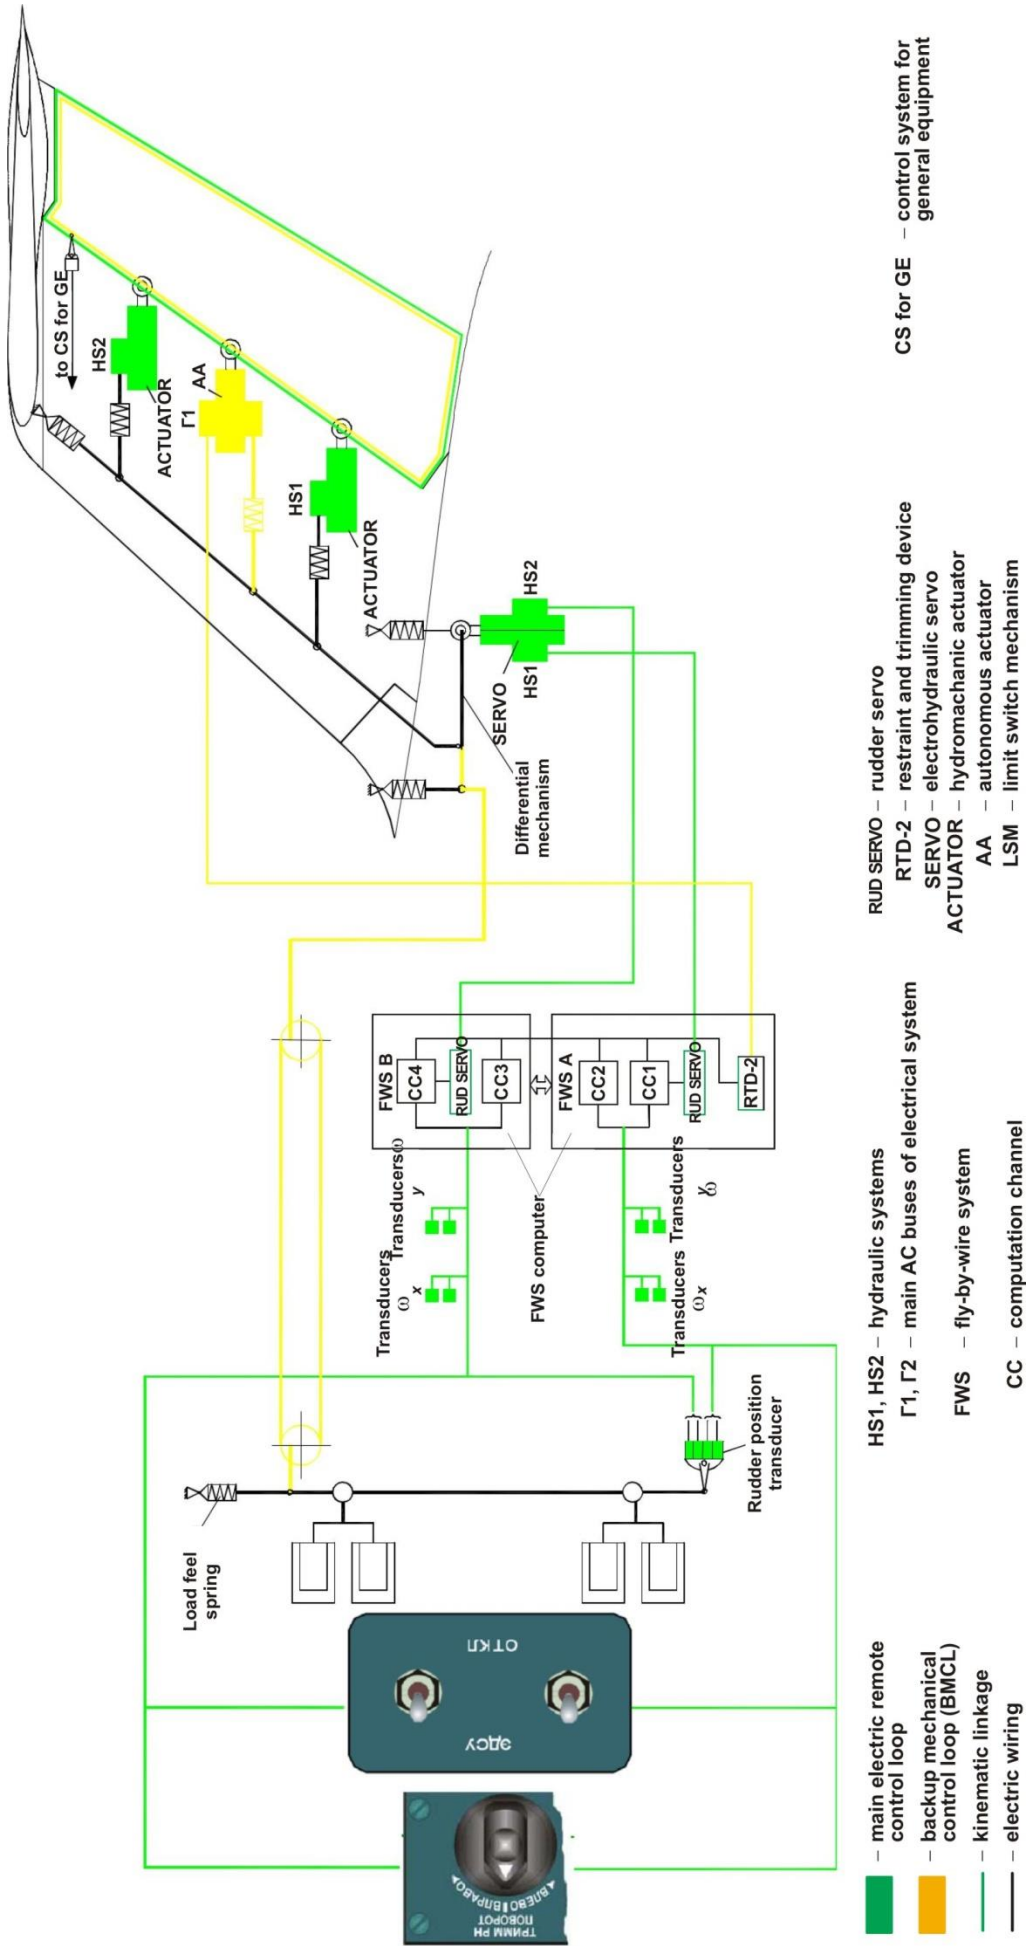 to CS for GE
HS2
ACTUATOR
Г1
AA
HS1
ACTUATOR
ACTUATOR
SERVO
HS1
HS2
Differential
mechanism
FWS B
CC4
RUD SERVO
CC3
FWS A
CC2
CC1
RUD SERVO
RTD-2
FWS computer
Transducersω
y
Transducers
ω x
Transducers
y
ω
Transducers
ωx
Load feel
spring
Rudder position
transducer
ОТКЛ
ЭДСУ
ТРИММ РН
ПОВОРОТ
ВЛЕВО ВПРАВО
– main electric remote
control loop
– backup mechanical
control loop (BMCL)
– kinematic linkage
– electric wiring
HS1, HS2 – hydraulic systems
Г1, Г2 – main AC buses of electrical system
FWS – fly-by-wire system
CC – computation channel
RUD SERVO – rudder servo
RTD-2 – restraint and trimming device
SERVO – electrohydraulic servo
ACTUATOR – hydromachanic actuator
AA – autonomous actuator
LSM – limit switch mechanism
CS for GE – control system for
general equipment